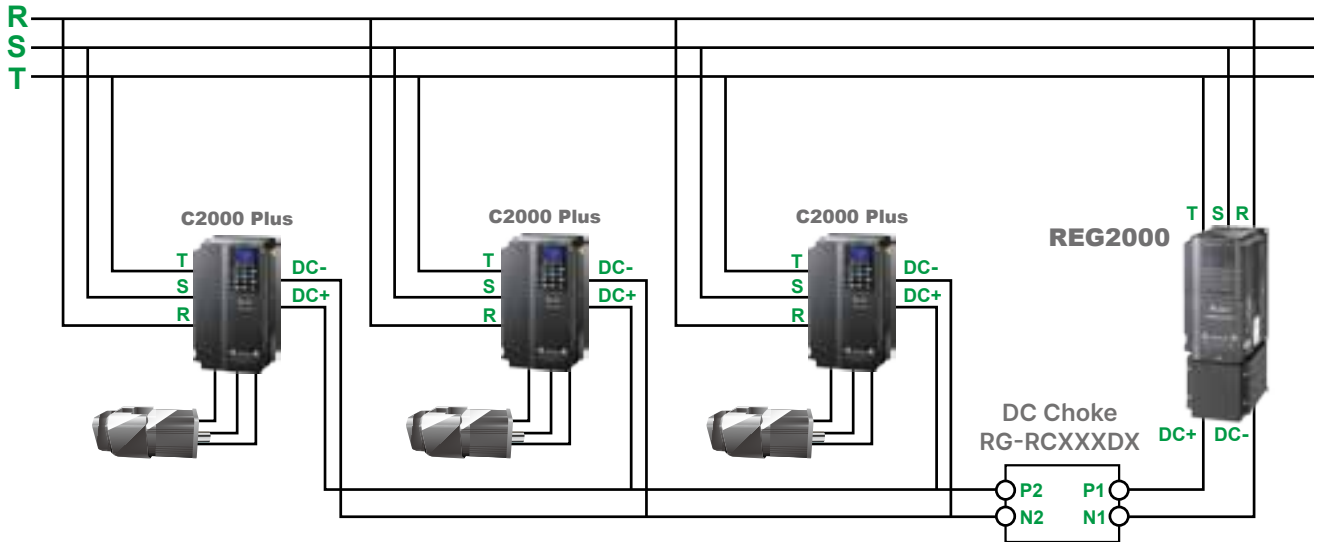 R
S
T
C2000 Plus
C2000 Plus
C2000 Plus
T S R
REG2000
T
S
R
DC-
DC+
T
S
R
DC-
DC+
T
S
R
DC-
DC+
DC Choke
RG-RCXXXDX
DC+ DC-
P2 P1
N2 N1